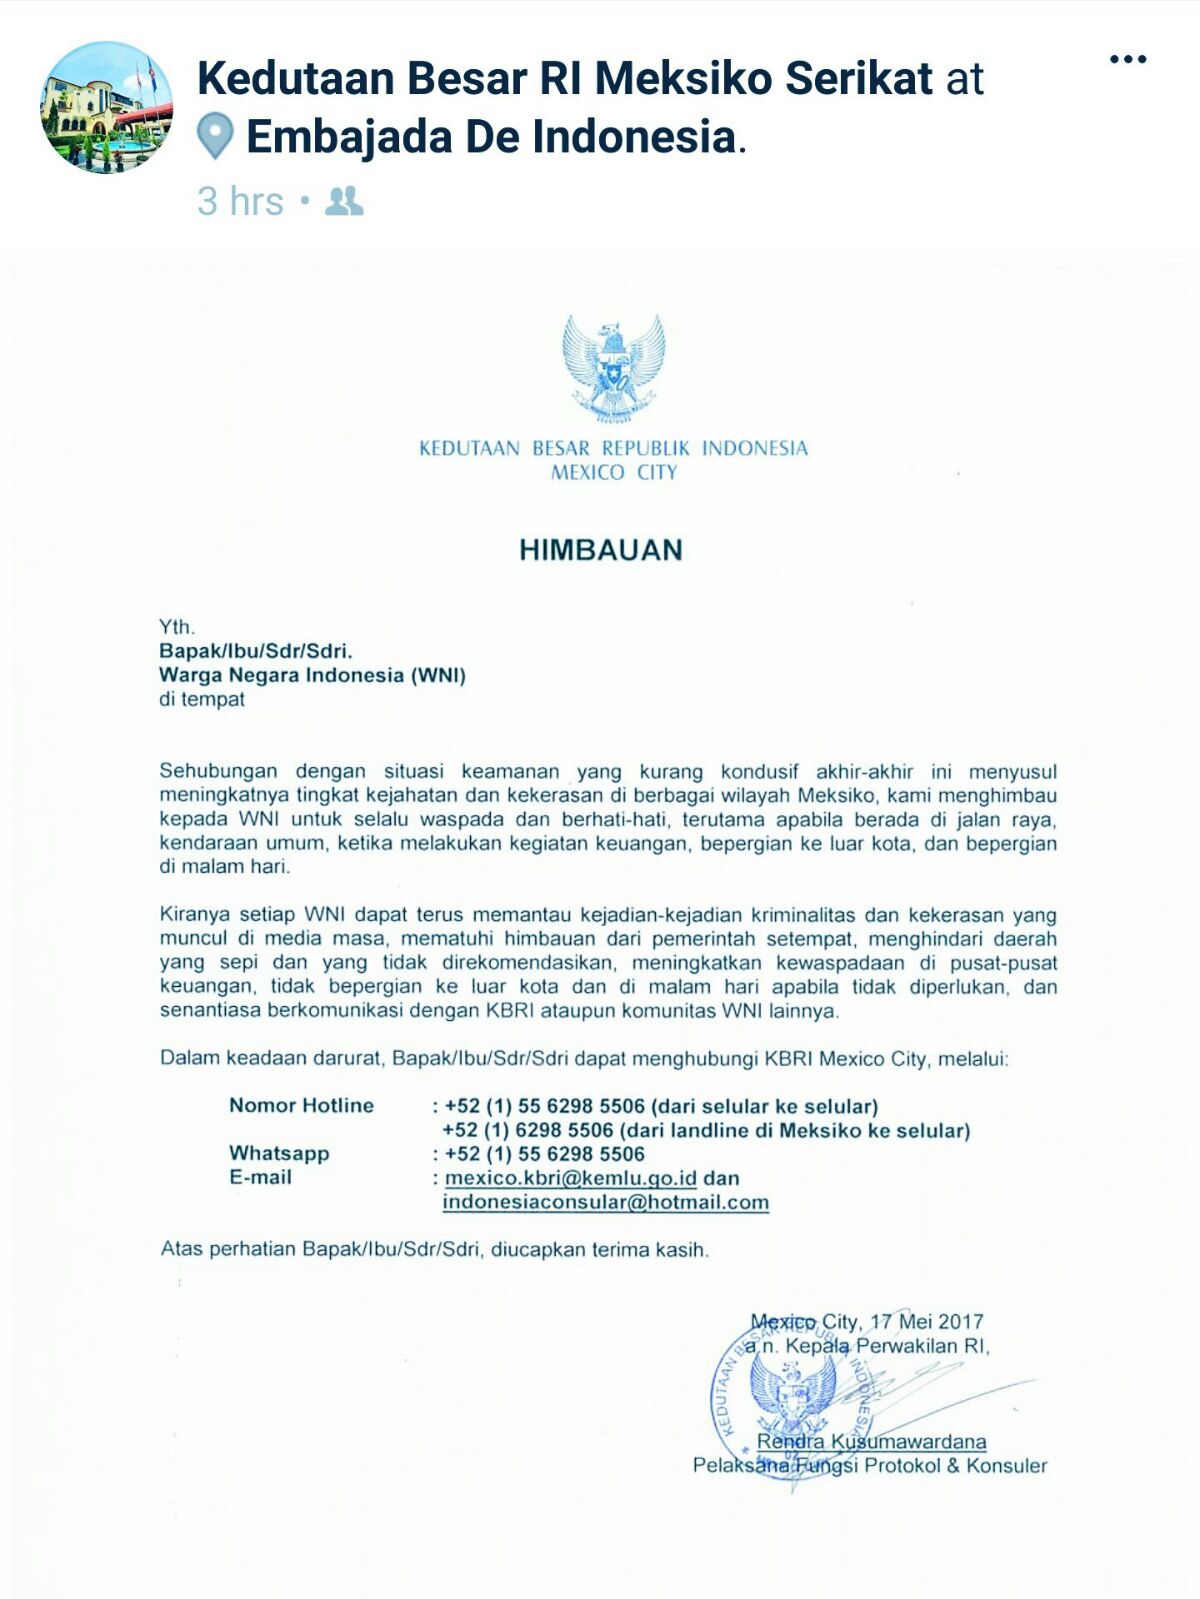 Kedutaan Besar RI Meksiko Serikat at
Embajada De Indonesia.
3 hrs •
KEDUTAAN BESAR REPUBLIK INDONESIA
MEXICO CITY
HIMBAUAN
Yth.
Bapak/Ibu/Sdr/Sdri.
Warga Negara Indonesia (WNI)
di tempat
Sehubungan dengan situasi keamanan yang kurang kondusif akhir-akhir ini menyusul
meningkatnya tingkat kejahatan dan kekerasan di berbagai wilayah Meksiko, kami menghimbau
kepada WNI untuk selalu waspada dan berhati-hati, terutama apabila berada di jalan raya,
kendaraan umum, ketika melakukan kegiatan keuangan, bepergian ke luar kota, dan bepergian
di malam hari.
Kiranya setiap WNI dapat terus memantau kejadian-kejadian kriminalitas dan kekerasan yang
muncul di media masa, mematuhi himbauan dari pemerintah setempat, menghindari daerah
yang sepi dan yang tidak direkomendasikan, meningkatkan kewaspadaan di pusat-pusat
keuangan, tidak bepergian ke luar kota dan di malam hari apabila tidak diperlukan, dan
senantiasa berkomunikasi dengan KBRI ataupun komunitas WNI lainnya.
Dalam keadaan darurat, Bapak/Ibu/Sdr/Sdri dapat menghubungi KBRI Mexico City, melalui:
Nomor Hotline : +52 (1) 55 6298 5506 (dari selular ke selular)
+52 (1) 6298 5506 (dari landline di Meksiko ke selular)
Whatsapp : +52 (1) 55 6298 5506
E-mail : mexico.kbri@kemlu.go.id dan
indonesiaconsular@hotmail.com
Atas perhatian Bapak/Ibu/Sdr/Sdri, diucapkan terima kasih.
Mexico City, 17 Mei 2017
a.n. Kepala Perwakilan RI,
KEDUTAAN BESAR REPUBLIK INDONESIA
Rendra Kusumawardana
Pelaksana Fungsi Protokol & Konsuler